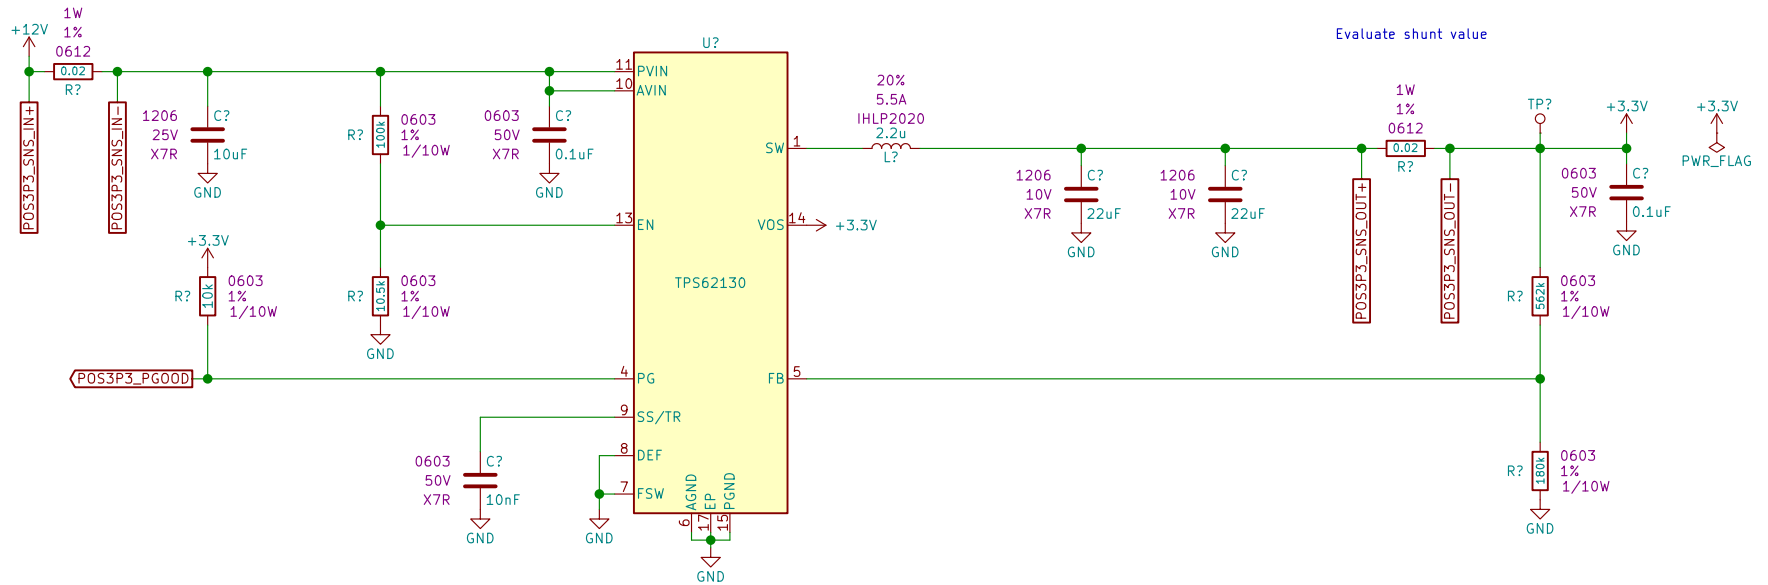 1W
1%
0612
+12V
0.02
R?
POS3P3_SNS_IN+
POS3P3_SNS_IN-
1206
25V
X7R
C?
10uF
GND
R?
100k
0603
1%
1/10W
0603
50V
X7R
C?
0.1uF
GND
+3.3V
R?
10k
0603
1%
1/10W
R?
10.5k
0603
1%
1/10W
GND
POS3P3_PGOOD
0603
50V
X7R
C?
10nF
GND
GND
U?
11
PVIN
10
AVIN
13
EN
4
PG
9
SS/TR
8
DEF
7
FSW
TPS62130
SW
1
VOS
14
+3.3V
FB
5
AGND
EP
PGND
6
17
15
GND
20%
5.5A
IHLP2020
2.2u
L?
1206
10V
X7R
C?
22uF
GND
1206
10V
X7R
C?
22uF
GND
Evaluate shunt value
1W
1%
0612
0.02
R?
POS3P3_SNS_OUT+
POS3P3_SNS_OUT-
TP?
+3.3V
+3.3V
PWR_FLAG
0603
50V
X7R
C?
0.1uF
GND
R?
562k
0603
1%
1/10W
R?
180k
0603
1%
1/10W
GND